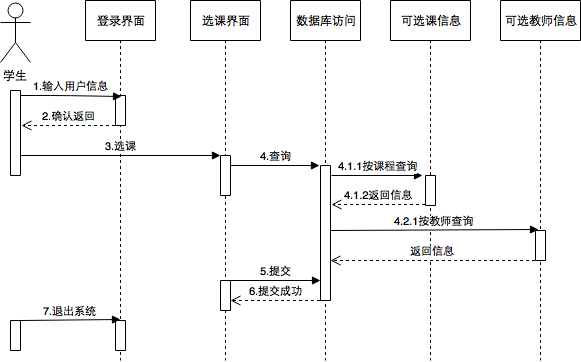 登录界面
选课界面
数据库访问
可选课信息
可选教师信息
学生
1.输入用户信息
2.确认返回
3.选课
4.查询
4.1.1按课程查询
4.1.2返回信息
4.2.1按教师查询
返回信息
5.提交
6.提交成功
7.退出系统